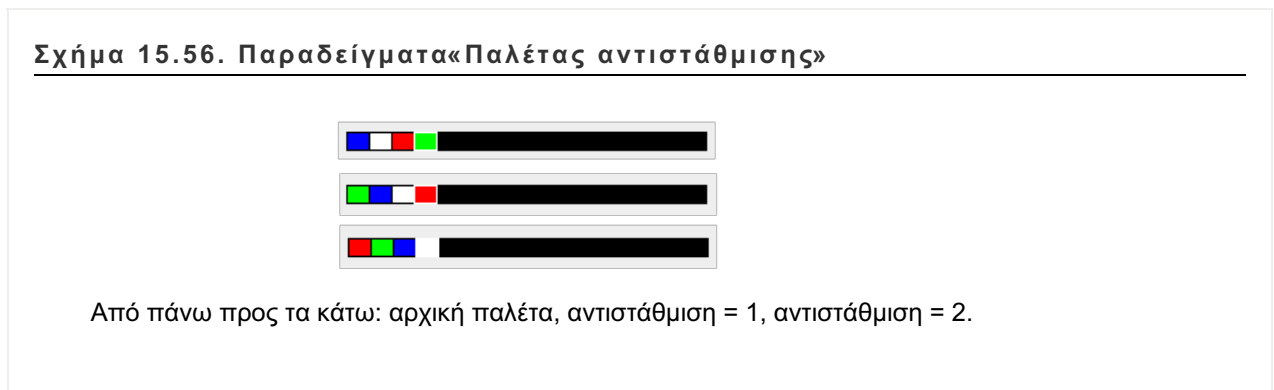 Σχήμα 15.56. Παραδείγματα«Παλέτας αντιστάθμισης»
Από πάνω προς τα κάτω: αρχική παλέτα, αντιστάθμιση = 1, αντιστάθμιση = 2.